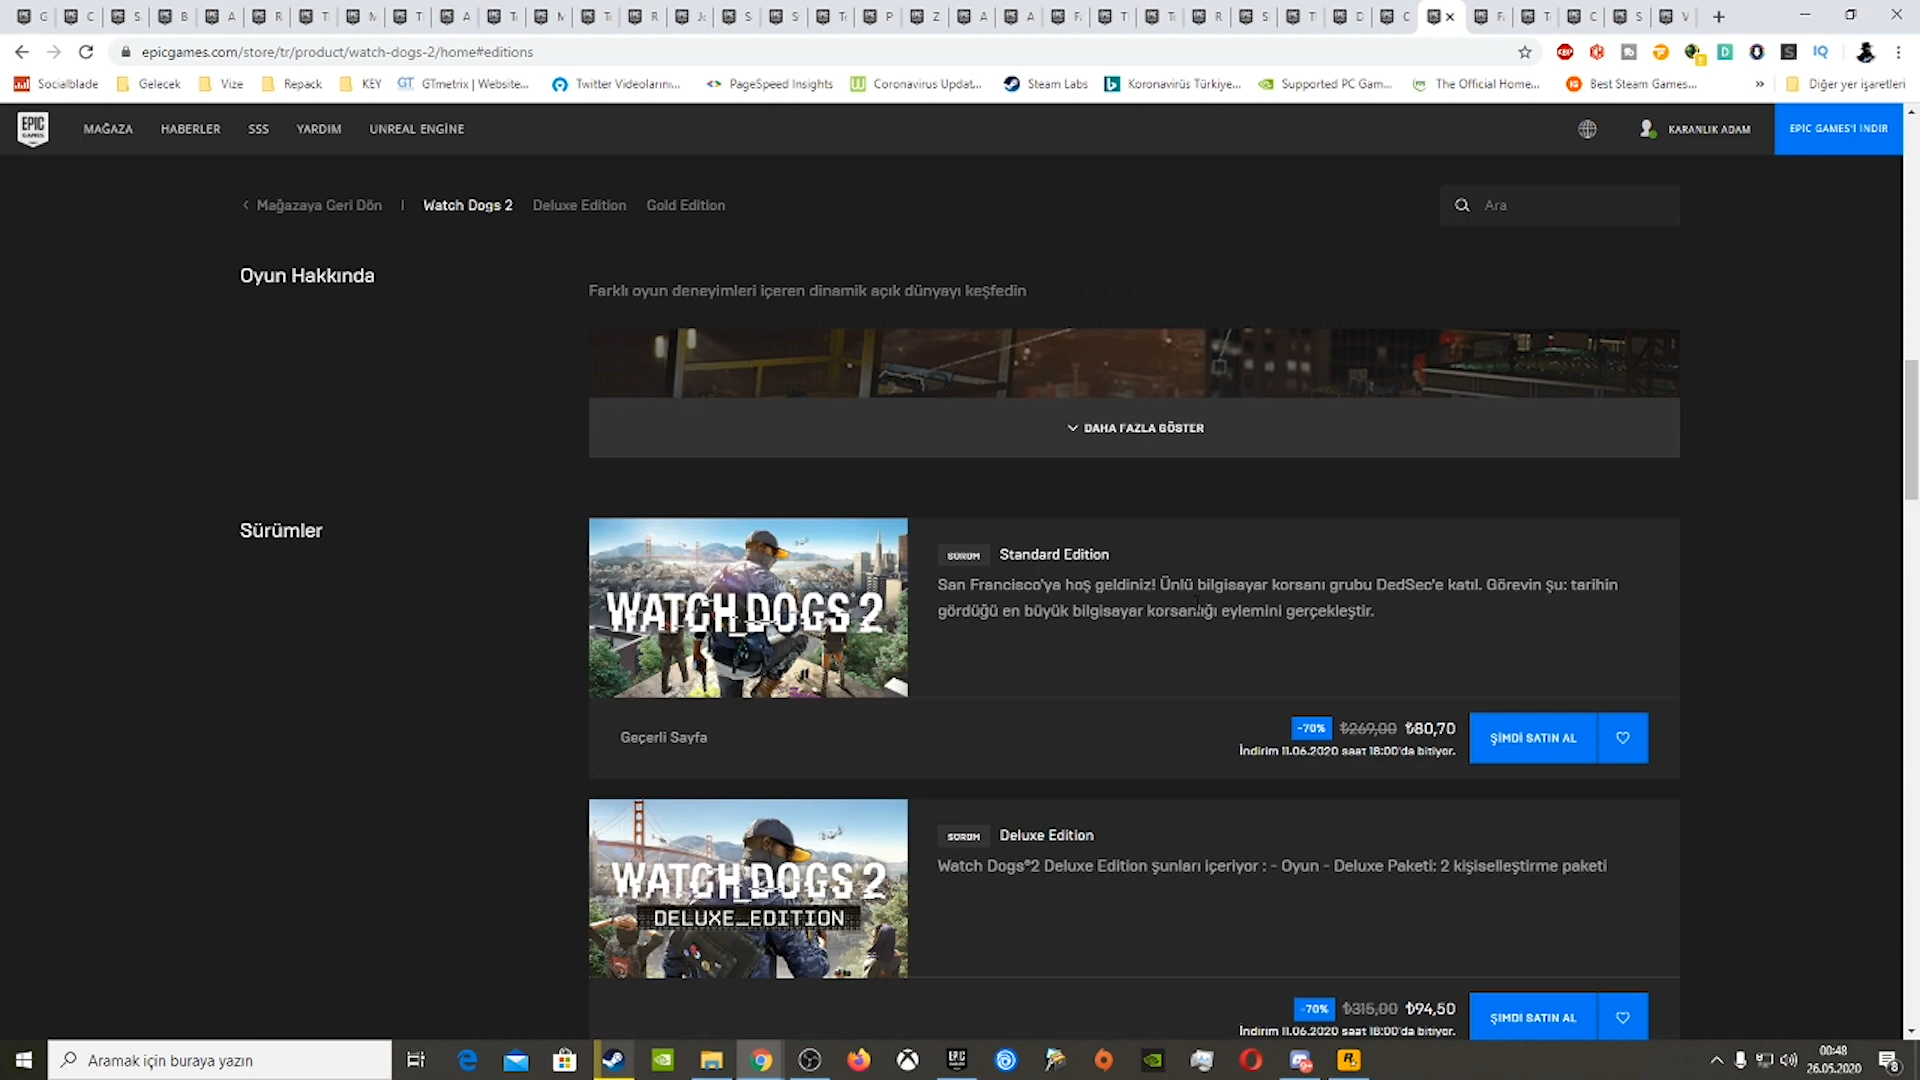 G
C
S
B
A
R
T
M
T
A
T
M
T
R
J
S
S
T
P
Z
A
A
F
T
T
R
S
T
D
C
F
T
C
S
V
epicgames.com/store/tr/product/watch-dogs-2/home#editions
Socialblade
Gelecek
Vize
Repack
KEY
GTmetrix | Website...
Twitter Videolarını...
PageSpeed Insights
Coronavirus Updat...
Steam Labs
Koronavirüs Türkiye...
Supported PC Gam...
The Official Home...
Best Steam Games...
»
Diğer yer işaretleri
EPIC GAMES
MAĞAZA
HABERLER
SSS
YARDIM
UNREAL ENGİNE
KARANLIK ADAM
EPIC GAMES'İ İNDİR
Mağazaya Geri Dön
Watch Dogs 2
Deluxe Edition
Gold Edition
Ara
Oyun Hakkında
Farklı oyun deneyimleri içeren dinamik açık dünyayı keşfedin
DAHA FAZLA GÖSTER
Sürümler
WATCH_DOGS 2
SÜRÜM
Standard Edition
San Francisco'ya hoş geldiniz! Ünlü bilgisayar korsanı grubu DedSec'e katıl. Görevin şu: tarihin
gördüğü en büyük bilgisayar korsanlığı eylemini gerçekleştir.
Geçerli Sayfa
-70%
₺269,00
₺80,70
İndirim 11.06.2020 saat 18:00'da bitiyor.
ŞİMDİ SATIN AL
WATCH_DOGS 2
DELUXE_EDITION
SÜRÜM
Deluxe Edition
Watch Dogs®2 Deluxe Edition şunları içeriyor : - Oyun - Deluxe Paketi: 2 kişiselleştirme paketi
-70%
₺315,00
₺94,50
İndirim 11.06.2020 saat 18:00'da bitiyor.
ŞİMDİ SATIN AL
Aramak için buraya yazın
00:48
26.05.2020
8